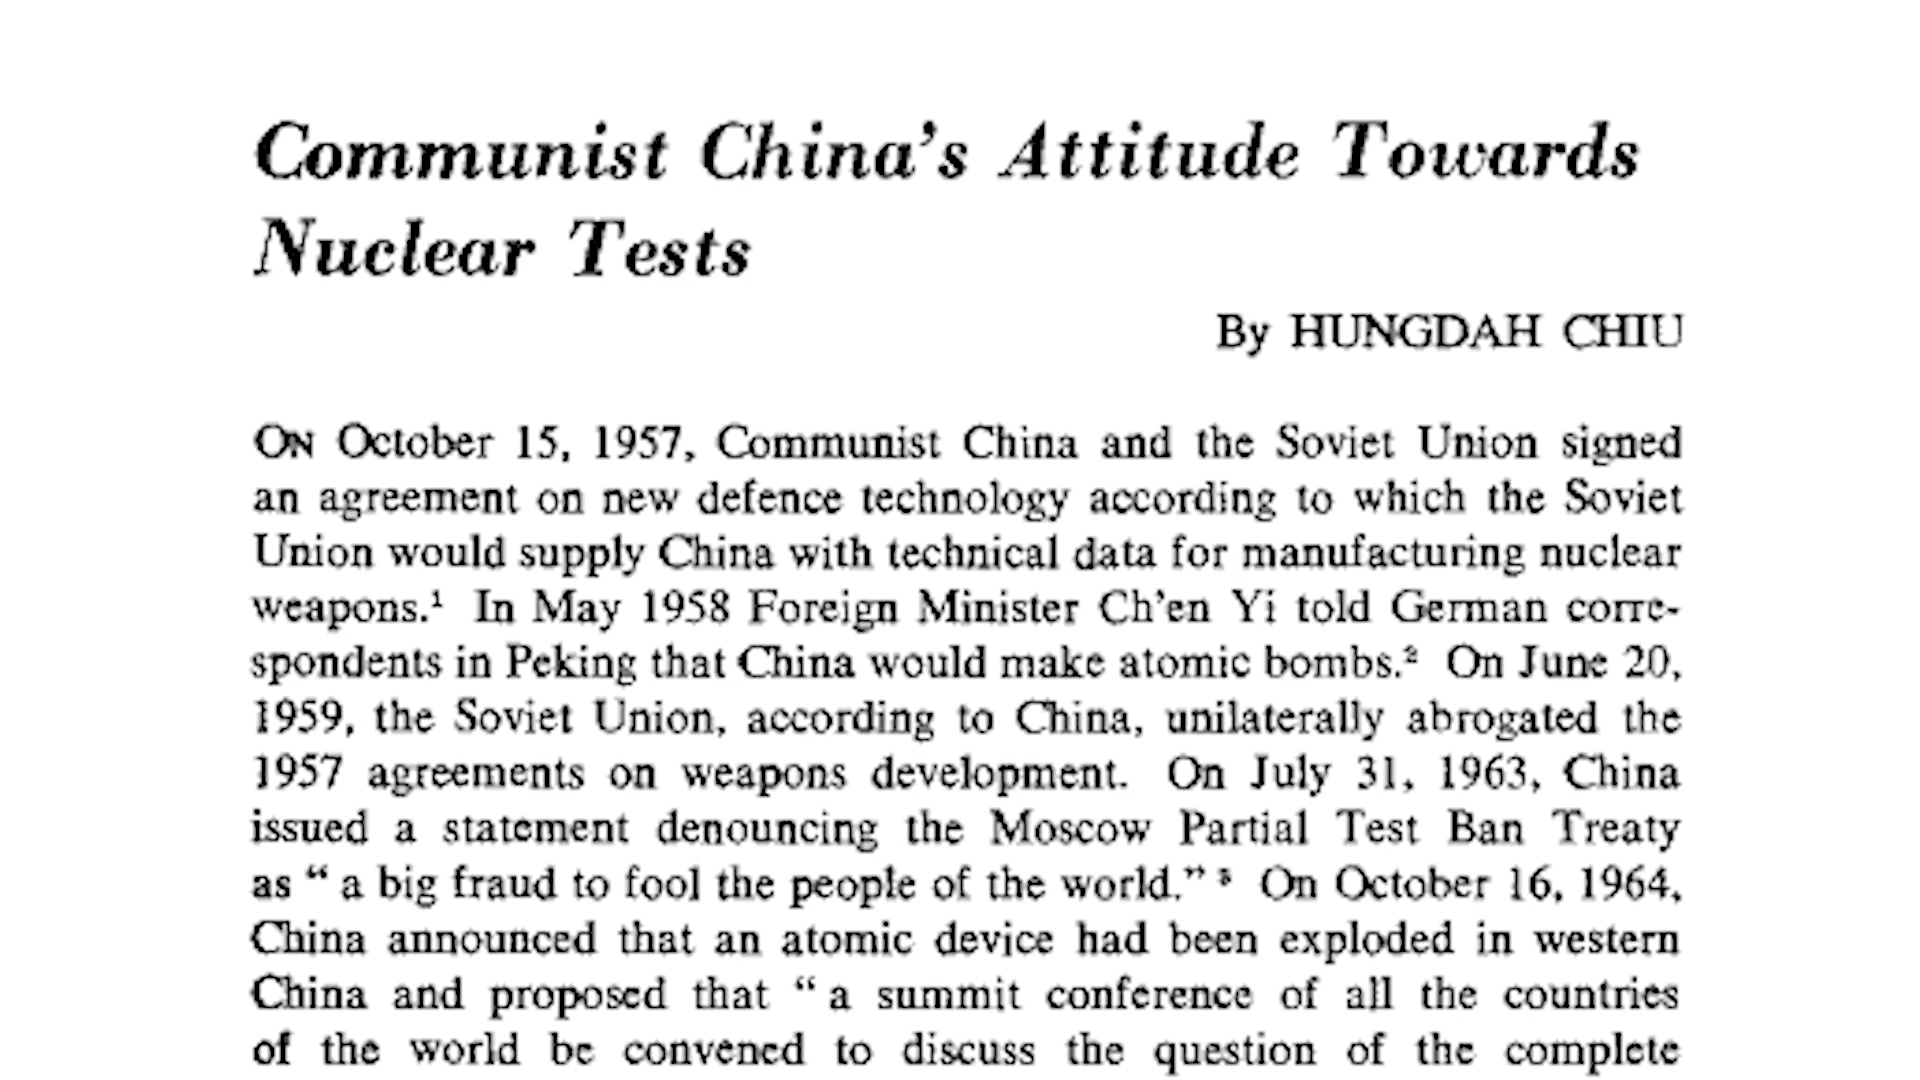 Communist China's Attitude Towards
Nuclear Tests
By HUNGDAH CHIU
ON October 15, 1957, Communist China and the Soviet Union signed
an agreement on new defence technology according to which the Soviet
Union would supply China with technical data for manufacturing nuclear
weapons.¹ In May 1958 Foreign Minister Ch'en Yi told German corre-
spondents in Peking that China would make atomic bombs.² On June 20,
1959, the Soviet Union, according to China, unilaterally abrogated the
1957 agreements on weapons development. On July 31, 1963, China
issued a statement denouncing the Moscow Partial Test Ban Treaty
as “ a big fraud to fool the people of the world.” ³ On October 16, 1964,
China announced that an atomic device had been exploded in western
China and proposed that “ a summit conference of all the countries
of the world be convened to discuss the question of the complete